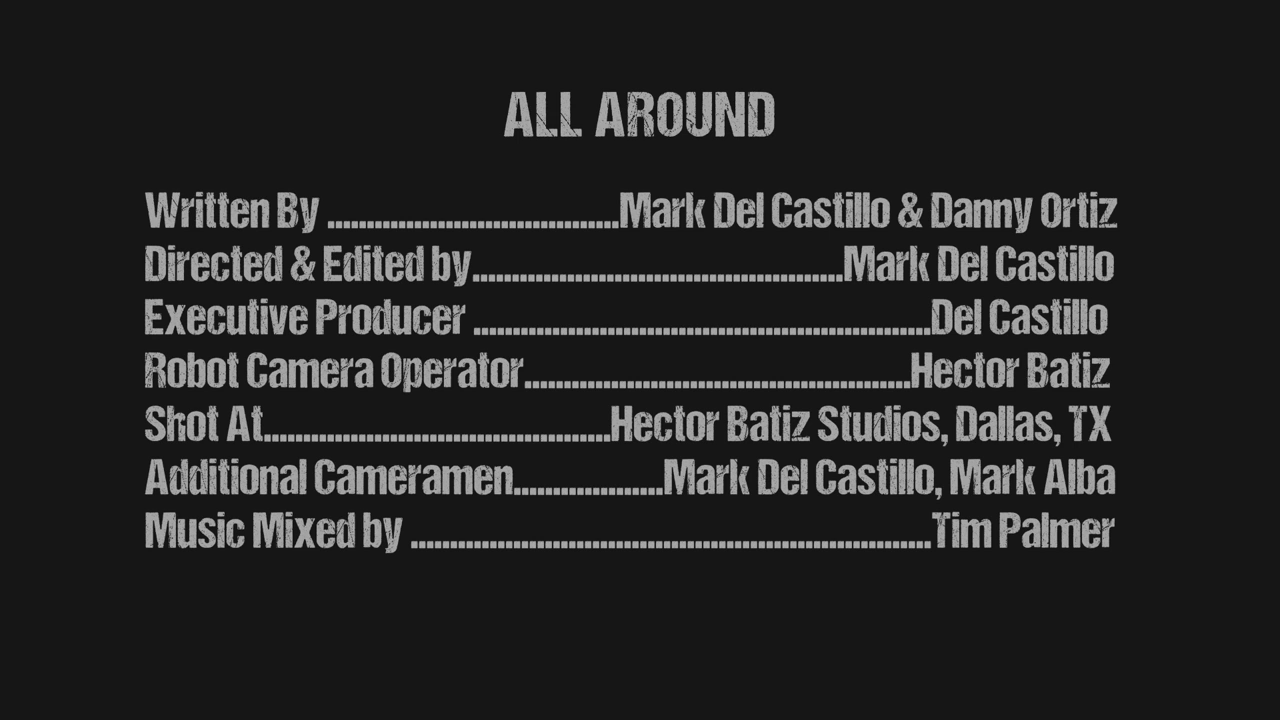 ALL AROUND
Written By .....................................Mark Del Castillo & Danny Ortiz
Directed & Edited by...............................................Mark Del Castillo
Executive Producer ..........................................................Del Castillo
Robot Camera Operator.................................................Hector Batiz
Shot At............................................Hector Batiz Studios, Dallas, TX
Additional Cameramen...................Mark Del Castillo, Mark Alba
Music Mixed by ..................................................................Tim Palmer